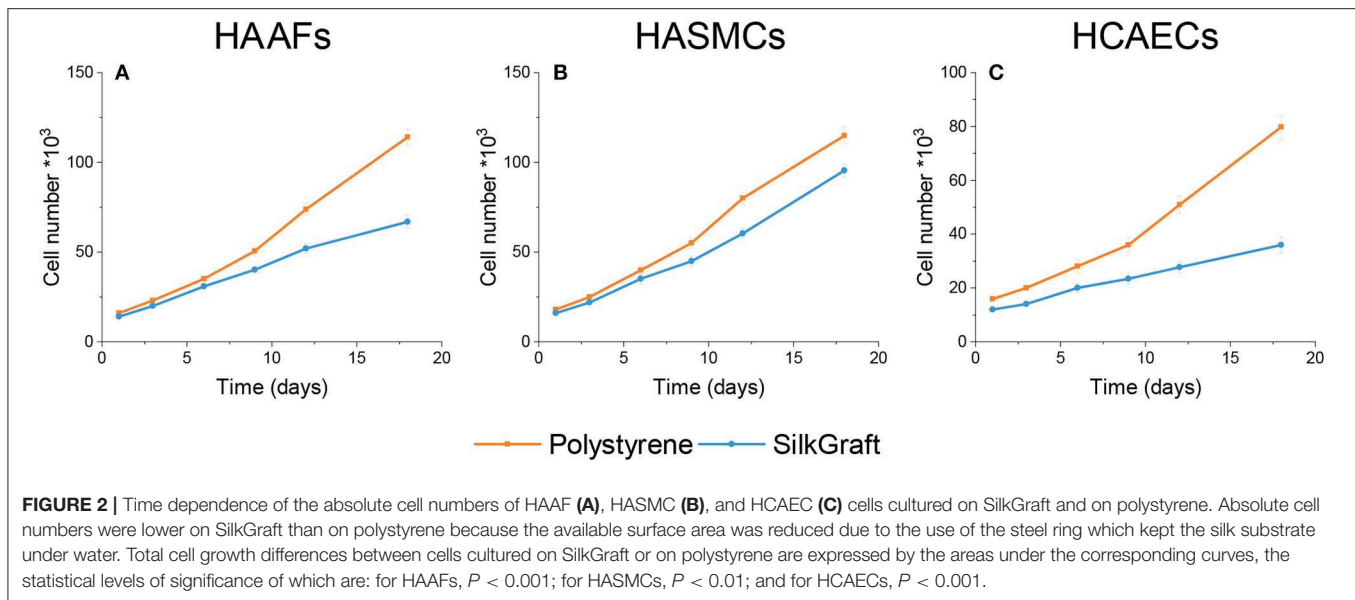 HAAFs
HASMCs
HCAECs
A
150
100
50
0
Cell number *10³
0 5 10 15 20
Time (days)
B
150
100
50
0
Cell number *10³
0 5 10 15 20
Time (days)
C
100
80
60
40
20
0
Cell number *10³
0 5 10 15 20
Time (days)
Polystyrene SilkGraft
FIGURE 2 | Time dependence of the absolute cell numbers of HAAF (A), HASMC (B), and HCAEC (C) cells cultured on SilkGraft and on polystyrene. Absolute cell
numbers were lower on SilkGraft than on polystyrene because the available surface area was reduced due to the use of the steel ring which kept the silk substrate
under water. Total cell growth differences between cells cultured on SilkGraft or on polystyrene are expressed by the areas under the corresponding curves, the
statistical levels of significance of which are: for HAAFs, P < 0.001; for HASMCs, P < 0.01; and for HCAECs, P < 0.001.